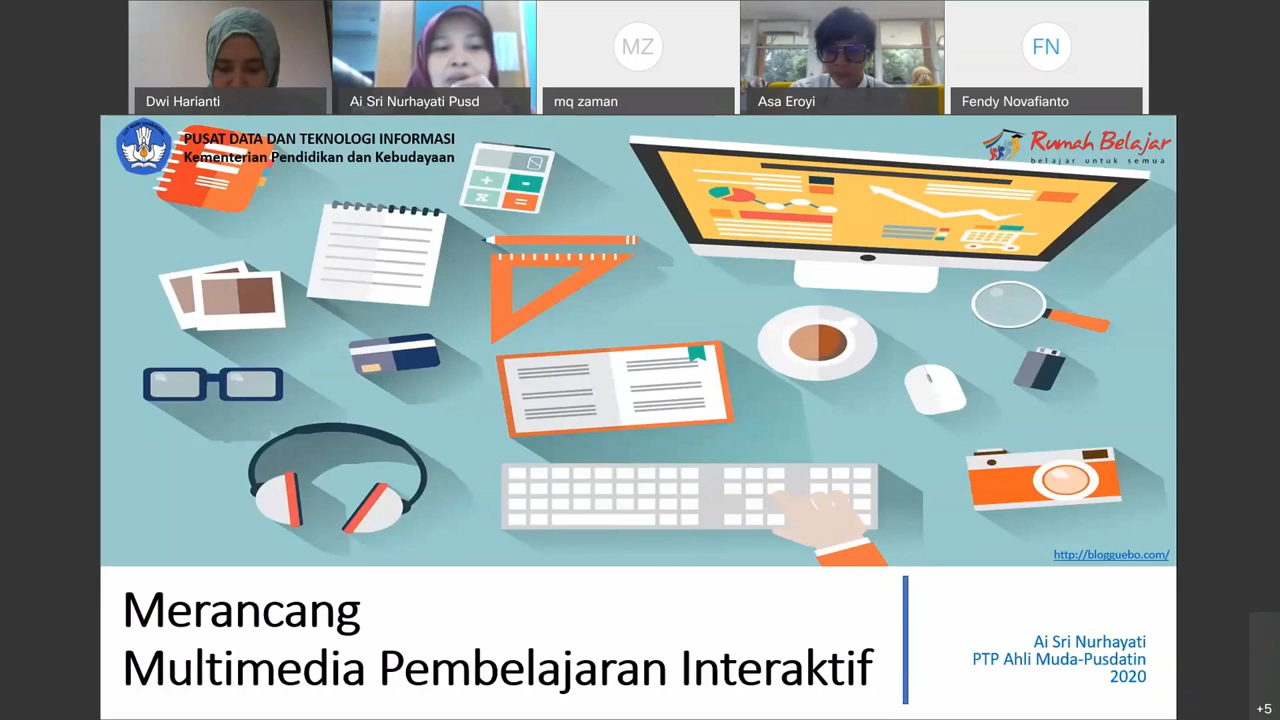 MZ
FN
Dwi Harianti
Ai Sri Nurhayati Pusd
mq zaman
Asa Eroyi
Fendy Novafianto
PUSAT DATA DAN TEKNOLOGI INFORMASI
Kementerian Pendidikan dan Kebudayaan
Rumah Belajar
belajar untuk semua
http://blogguebo.com/
Merancang
Multimedia Pembelajaran Interaktif
Ai Sri Nurhayati
PTP Ahli Muda-Pusdatin
2020
+5